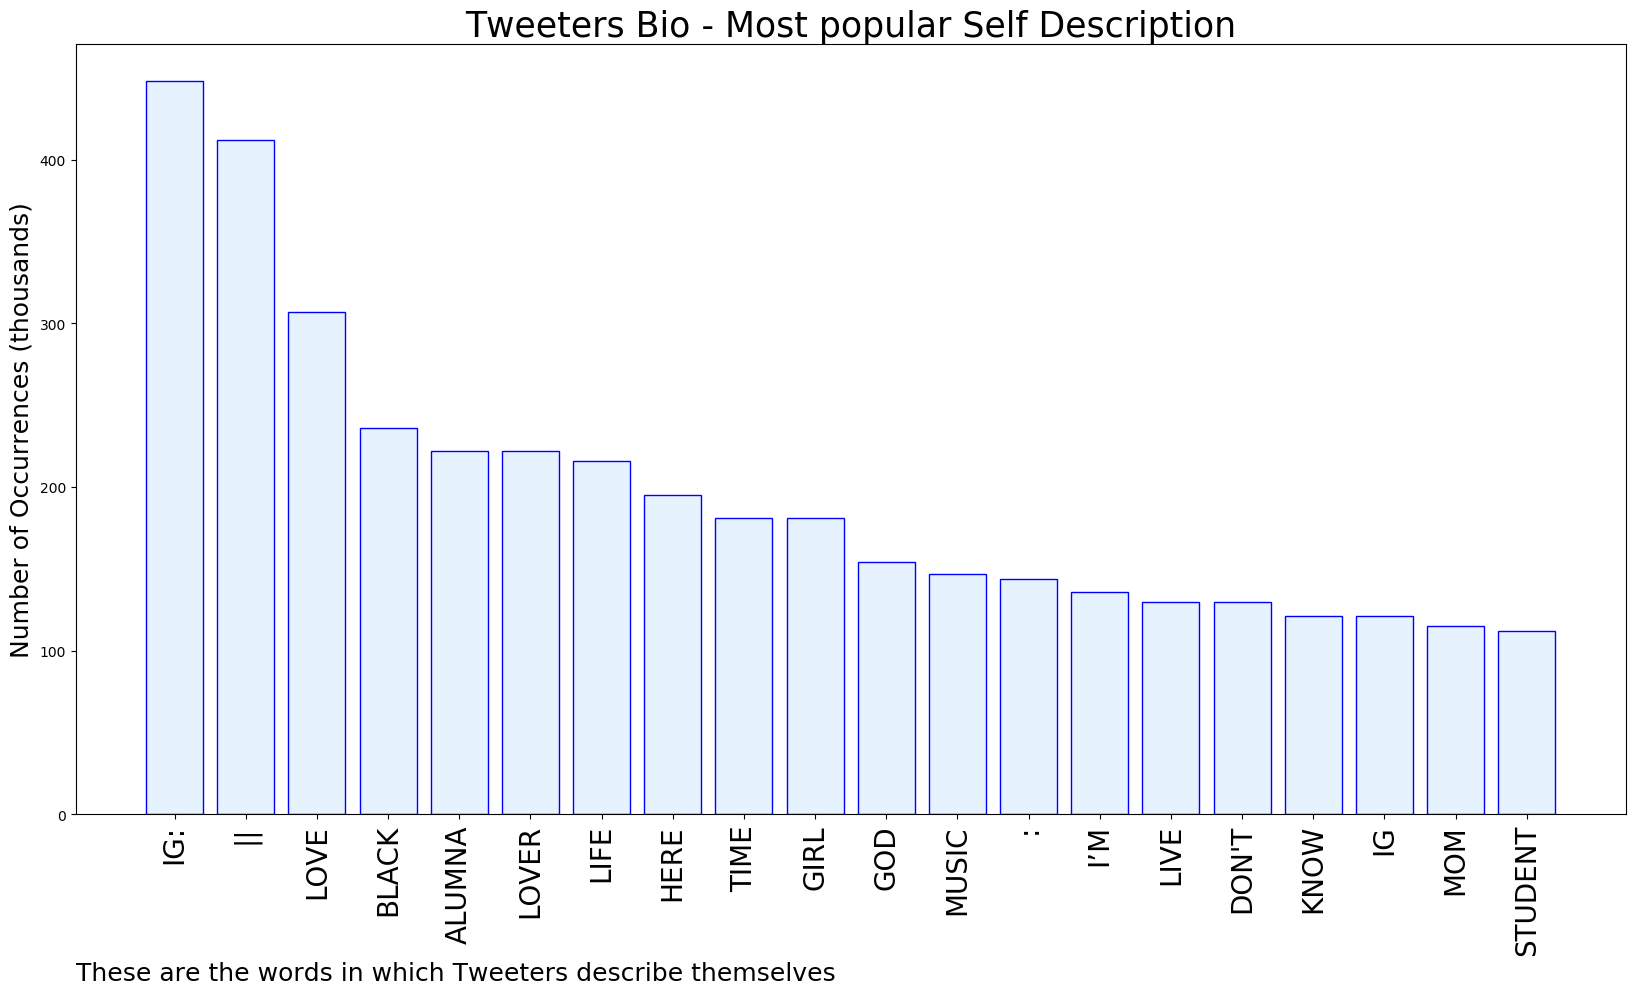 Tweeters Bio - Most popular Self Description
Number of Occurrences (thousands)
400
300
200
100
0
IG:
||
LOVE
BLACK
ALUMNA
LOVER
LIFE
HERE
TIME
GIRL
GOD
MUSIC
:
I’M
LIVE
DON'T
KNOW
IG
MOM
STUDENT
These are the words in which Tweeters describe themselves